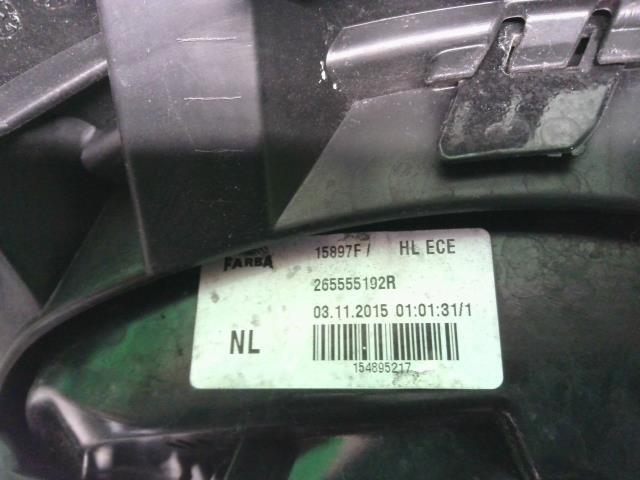 FARBA 15897F / HL ECE
265555192R
03.11.2015 01:01:31/1
NL
154895217